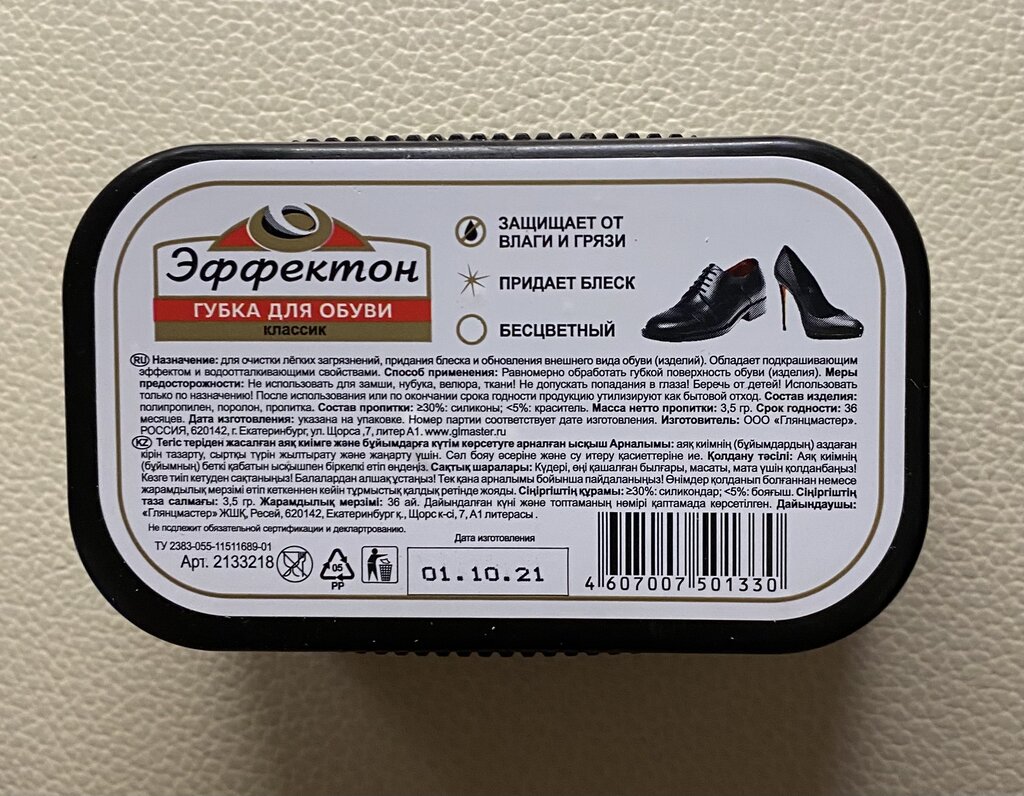 Эффектон
ГУБКА ДЛЯ ОБУВИ
КЛАССИК
ЗАЩИЩАЕТ ОТ
ВЛАГИ И ГРЯЗИ
ПРИДАЕТ БЛЕСК
БЕСЦВЕТНЫЙ
RU Назначение: для очистки лёгких загрязнений, придания блеска и обновления внешнего вида обуви (изделий). Обладает подкрашивающим
эффектом и водоотталкивающими свойствами. Способ применения: Равномерно обработать губкой поверхность обуви (изделия). Меры
предосторожности: Не использовать для замши, нубука, велюра, ткани! Не допускать попадания в глаза! Беречь от детей! Использовать
только по назначению! После использования или по окончании срока годности продукцию утилизируют как бытовой отход. Состав изделия:
полипропилен, поролон, пропитка. Состав пропитки: ≥30%: силиконы; <5%: краситель. Масса нетто пропитки: 3,5 гр. Срок годности: 36
месяцев. Дата изготовления: указана на упаковке. Номер партии соответствует дате изготовления. Изготовитель: ООО «Глянцмастер».
РОССИЯ, 620142, г. Екатеринбург, ул. Щорса ,7, литер А1. www.glmaster.ru
KZ Тегіс теріден жасалған аяқ киімге және бұйымдарға күтім көрсетуге арналған ысқыш Арналымы: аяқ киімнің (бұйымдардың) аздаған
кірін тазарту, сыртқы түрін жылтырату және жаңарту үшін. Сәл бояу әсеріне және су итеру қасиеттеріне ие. Қолдану тәсілі: Аяқ киімнің
(бұйымның) беткі қабатын ысқышпен біркелкі етіп өңдеңіз. Сақтық шаралары: Күдері, өңі қашалған былғары, масаты, мата үшін қолданбаңыз!
Көзге тиіп кетуден сақтаныңыз! Балалардан алшақ ұстаңыз! Тек қана арналымы бойынша пайдаланыңыз! Өнімдер қолданып болғаннан немесе
жарамдылық мерзімі өтіп кеткеннен кейін тұрмыстық қалдық ретінде жояды. Сіңіргіштің құрамы: ≥30%: силикондар; <5%: бояғыш. Сіңіргіштің
таза салмағы: 3,5 гр. Жарамдылық мерзімі: 36 ай. Дайындалған күні және топтаманың нөмірі қаптамада көрсетілген. Дайындаушы:
«Глянцмастер» ЖШҚ, Ресей, 620142, Екатеринбург қ., Щорс к-сі, 7, А1 литерасы .
Не подлежит обязательной сертификации и декларированию.
ТУ 2383-055-11511689-01
Арт. 2133218
05
PP
Дата изготовления
01.10.21
4 607007 501330